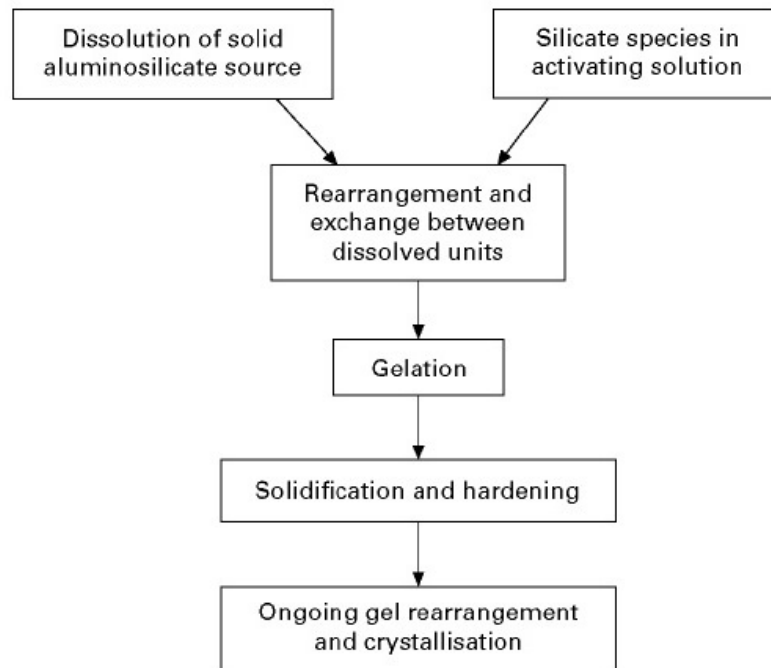 Dissolution of solid
aluminosilicate source
Silicate species in
activating solution
Rearrangement and
exchange between
dissolved units
Gelation
Solidification and hardening
Ongoing gel rearrangement
and crystallisation